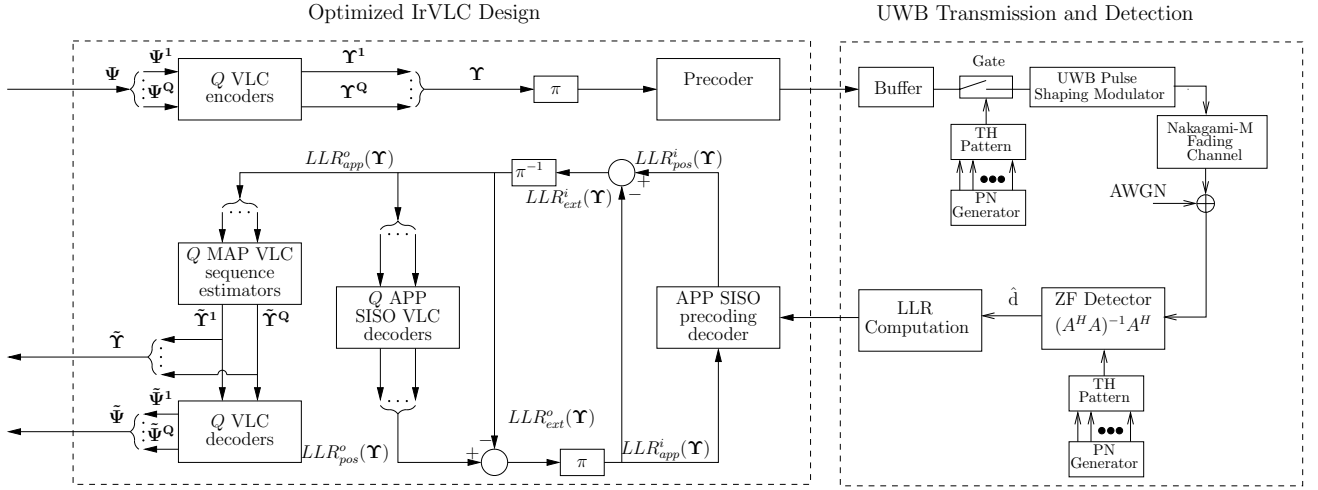 Optimized IrVLC Design
UWB Transmission and Detection
Ψ
Ψ¹
Ψ^Q
Q VLC
encoders
Υ¹
Υ^Q
Υ
π
Precoder
Buffer
Gate
UWB Pulse
Shaping Modulator
TH
Pattern
PN
Generator
Nakagami-M
Fading
Channel
AWGN
LLR^o_app(Υ)
π⁻¹
LLR^i_pos(Υ)
+
−
LLR^i_ext(Υ)
Q MAP VLC
sequence
estimators
Υ̃¹
Υ̃^Q
Υ̃
Q APP
SISO VLC
decoders
APP SISO
precoding
decoder
LLR
Computation
d̂
ZF Detector
(A^H A)⁻¹A^H
TH
Pattern
PN
Generator
Ψ̃
Ψ̃¹
Ψ̃^Q
Q VLC
decoders
LLR^o_pos(Υ)
LLR^o_ext(Υ)
−
+
π
LLR^i_app(Υ)